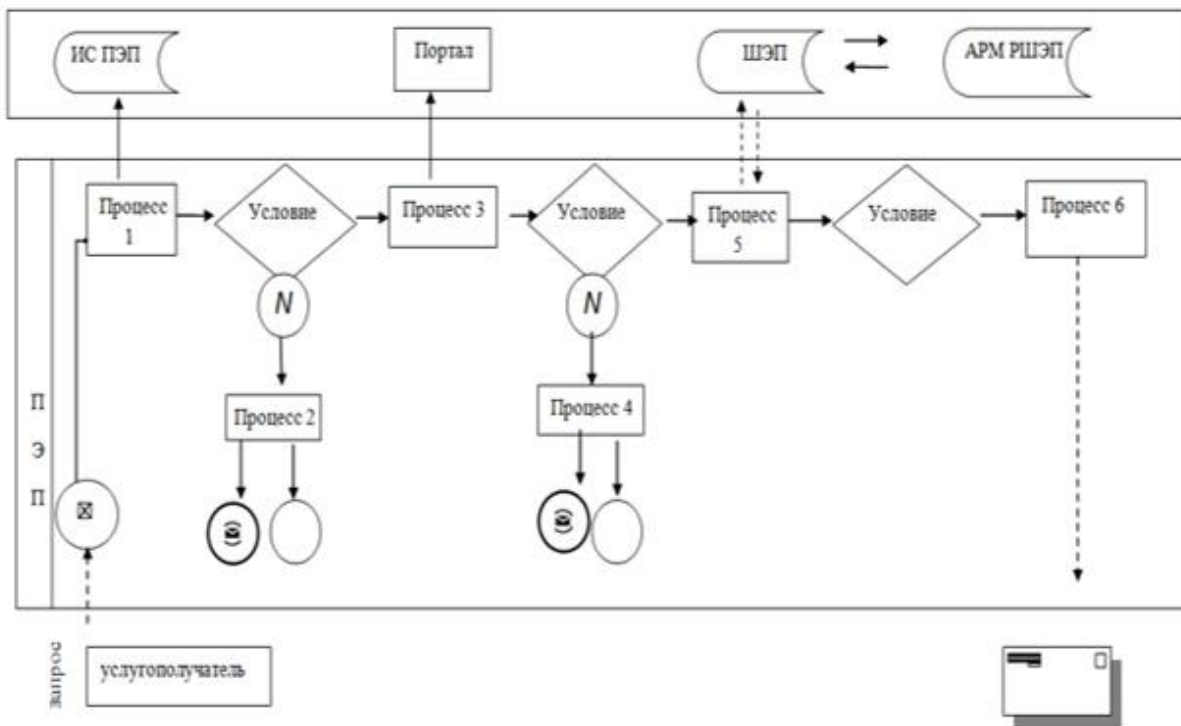 ИС ПЭП
Портал
ШЭП
АРМ РШЭП
Процесс
1
Условие
Процесс 3
Условие
Процесс
5
Условие
Процесс 6
N
N
Процесс 2
Процесс 4
П
Э
П
запрос
услугополучатель